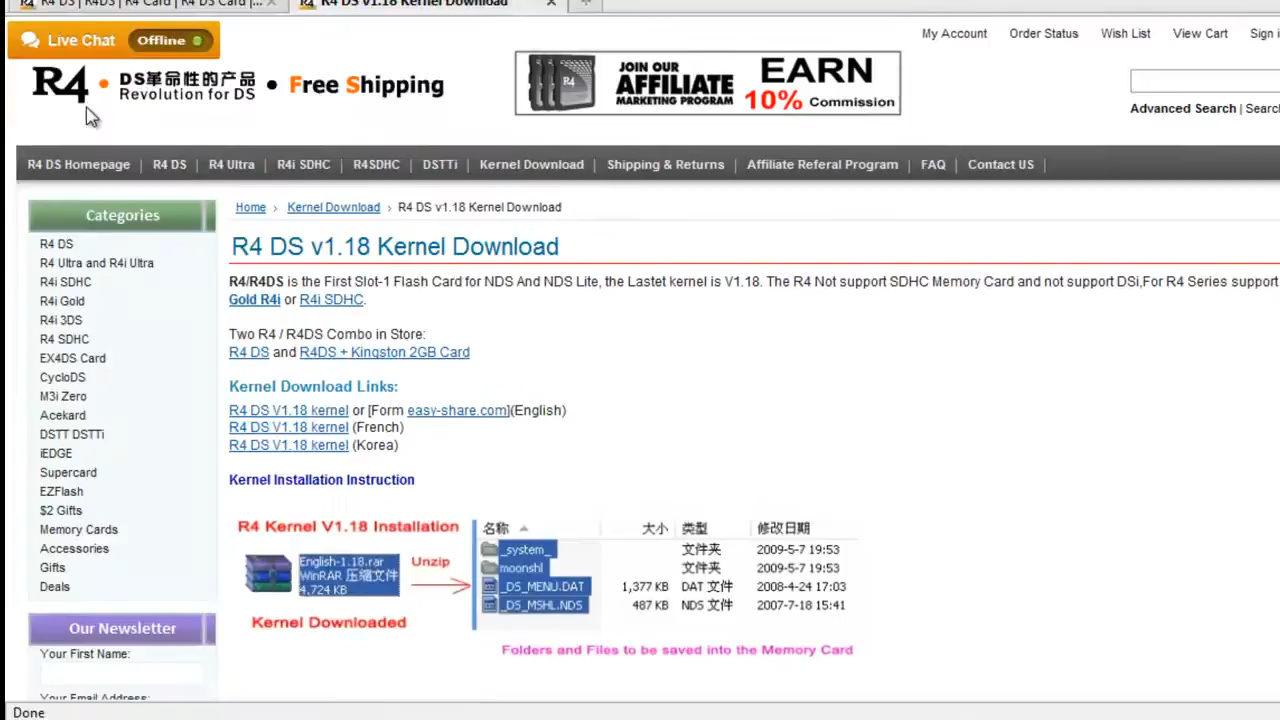 R4 DS | R4DS | R4 Card | R4 DS Card |...
R4 DS v1.18 Kernel Download
Live Chat Offline
My Account Order Status Wish List View Cart Sign i
R4 • DS革命性的产品 Revolution for DS • Free Shipping
R4
JOIN OUR AFFILIATE MARKETING PROGRAM
EARN 10% Commission
Advanced Search | Searc
R4 DS Homepage | R4 DS | R4 Ultra | R4i SDHC | R4SDHC | DSTTi | Kernel Download | Shipping & Returns | Affiliate Referal Program | FAQ | Contact US |
Categories
R4 DS
R4 Ultra and R4i Ultra
R4i SDHC
R4i Gold
R4i 3DS
R4 SDHC
EX4DS Card
CycloDS
M3i Zero
Acekard
DSTT DSTTi
iEDGE
Supercard
EZFlash
$2 Gifts
Memory Cards
Accessories
Gifts
Deals
Our Newsletter
Your First Name:
Your Email Address:
Home › Kernel Download › R4 DS v1.18 Kernel Download
R4 DS v1.18 Kernel Download
R4/R4DS is the First Slot-1 Flash Card for NDS And NDS Lite, the Lastet kernel is V1.18. The R4 Not support SDHC Memory Card and not support DSi,For R4 Series support
Gold R4i or R4i SDHC.
Two R4 / R4DS Combo in Store:
R4 DS and R4DS + Kingston 2GB Card
Kernel Download Links:
R4 DS V1.18 kernel or [Form easy-share.com](English)
R4 DS V1.18 kernel (French)
R4 DS V1.18 kernel (Korea)
Kernel Installation Instruction
R4 Kernel V1.18 Installation
English-1.18.rar
WinRAR 压缩文件
4,724 KB
Unzip
Kernel Downloaded
名称 大小 类型 修改日期
_system_ 文件夹 2009-5-7 19:53
moonshl 文件夹 2009-5-7 19:53
_DS_MENU.DAT 1,377 KB DAT 文件 2008-4-24 17:03
_DS_MSHL.NDS 487 KB NDS 文件 2007-7-18 15:41
Folders and Files to be saved into the Memory Card
Done